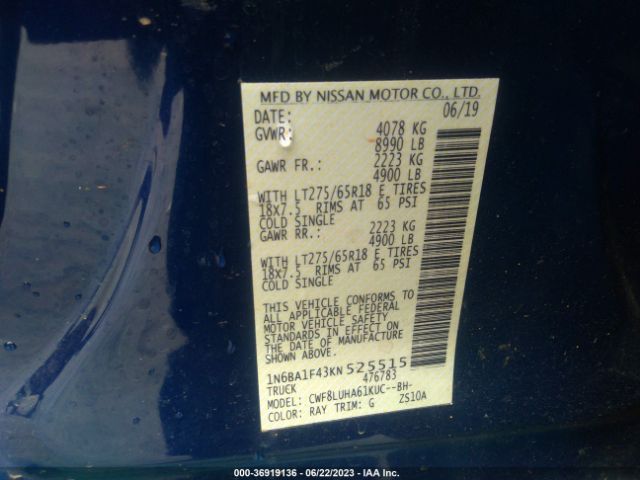 MFD BY NISSAN MOTOR CO., LTD.
DATE: 06/19
GVWR: 4078 KG
8990 LB
GAWR FR.: 2223 KG
4900 LB
WITH LT275/65R18 E TIRES
18x7.5 RIMS AT 65 PSI
COLD SINGLE
GAWR RR.: 2223 KG
4900 LB
WITH LT275/65R18 E TIRES
18x7.5 RIMS AT 65 PSI
COLD SINGLE
THIS VEHICLE CONFORMS TO
ALL APPLICABLE FEDERAL
MOTOR VEHICLE SAFETY
STANDARDS IN EFFECT ON
THE DATE OF MANUFACTURE
SHOWN ABOVE.
1N6BA1F43KN 525515
TRUCK 476783
MODEL: CWF8LUHA61KUC--BH-
COLOR: RAY TRIM: G ZS10A
000-36919136 - 06/22/2023 - IAA Inc.